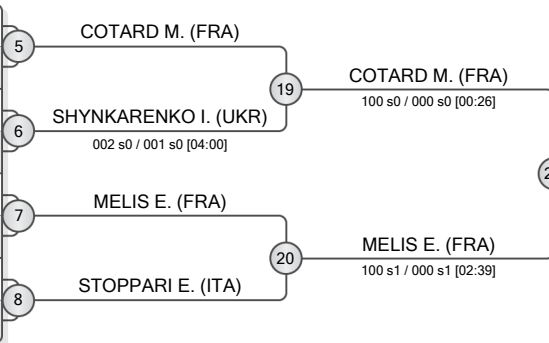 COTARD M. (FRA)
5
19
COTARD M. (FRA)
100 s0 / 000 s0 [00:26]
SHYNKARENKO I. (UKR)
6
002 s0 / 001 s0 [04:00]
MELIS E. (FRA)
7
20
MELIS E. (FRA)
100 s1 / 000 s1 [02:39]
STOPPARI E. (ITA)
8